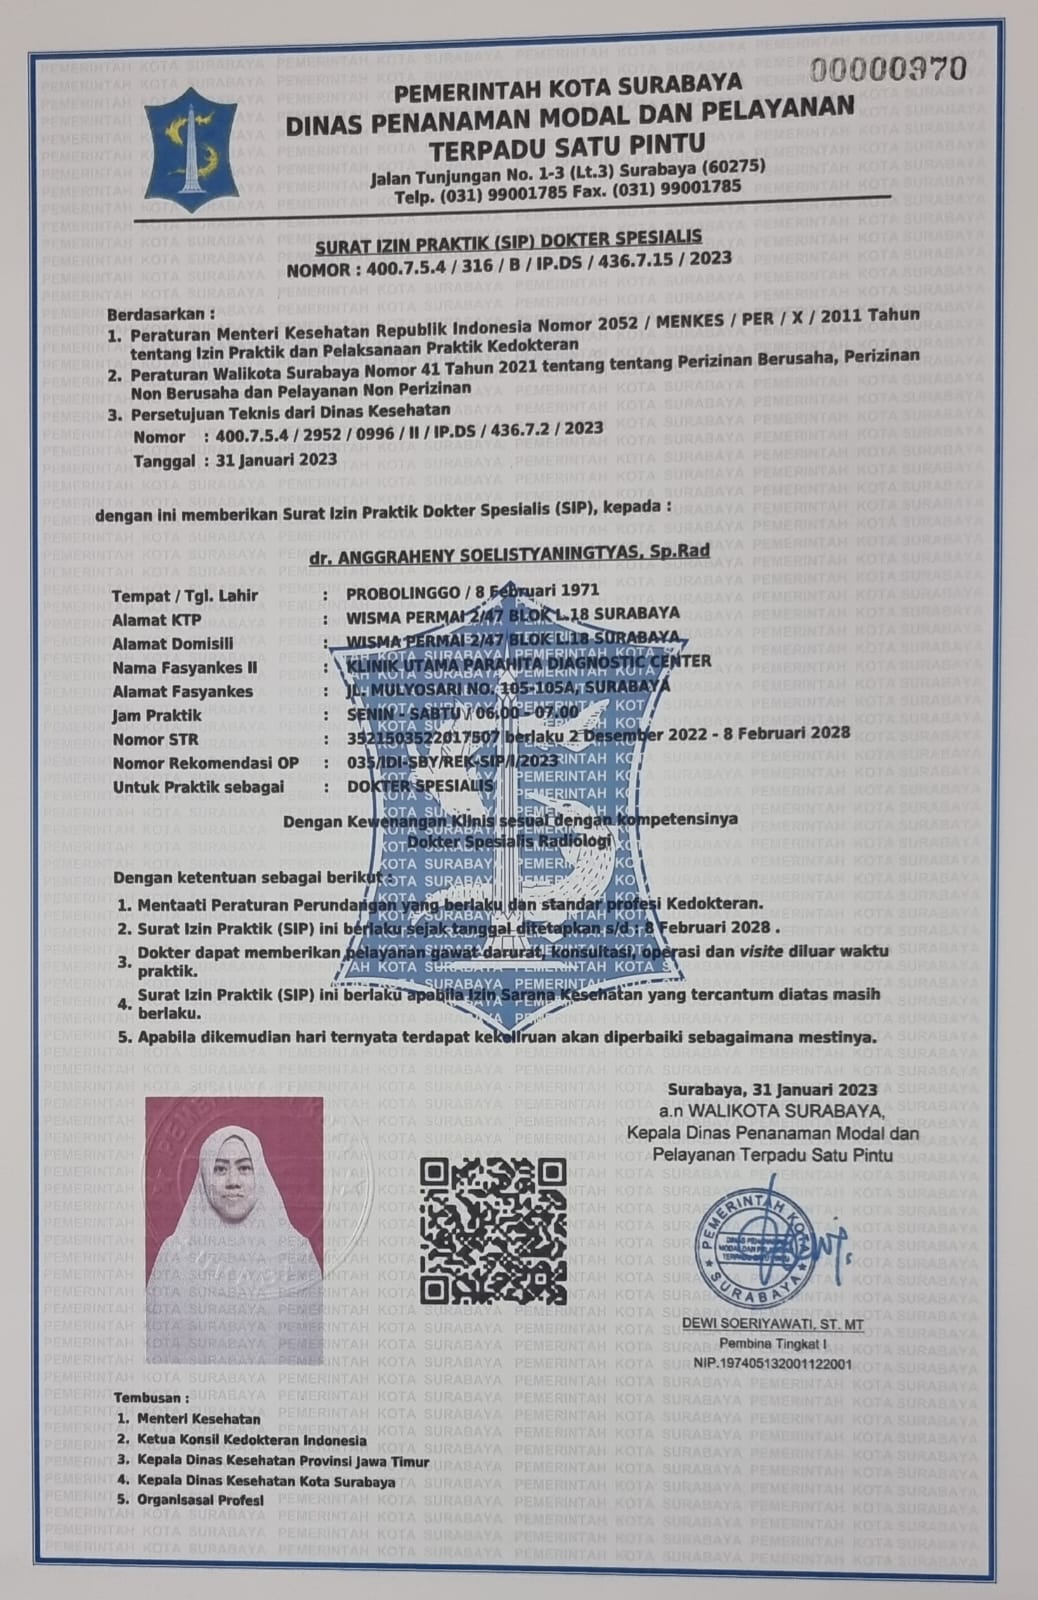 00000970
PEMERINTAH KOTA SURABAYA
DINAS PENANAMAN MODAL DAN PELAYANAN
TERPADU SATU PINTU
Jalan Tunjungan No. 1-3 (Lt.3) Surabaya (60275)
Telp. (031) 99001785 Fax. (031) 99001785
SURAT IZIN PRAKTIK (SIP) DOKTER SPESIALIS
NOMOR : 400.7.5.4 / 316 / B / IP.DS / 436.7.15 / 2023
Berdasarkan :
1. Peraturan Menteri Kesehatan Republik Indonesia Nomor 2052 / MENKES / PER / X / 2011 Tahun
tentang Izin Praktik dan Pelaksanaan Praktik Kedokteran
2. Peraturan Walikota Surabaya Nomor 41 Tahun 2021 tentang tentang Perizinan Berusaha, Perizinan
Non Berusaha dan Pelayanan Non Perizinan
3. Persetujuan Teknis dari Dinas Kesehatan
Nomor : 400.7.5.4 / 2952 / 0996 / II / IP.DS / 436.7.2 / 2023
Tanggal : 31 Januari 2023
dengan ini memberikan Surat Izin Praktik Dokter Spesialis (SIP), kepada :
dr. ANGGRAHENY SOELISTYANINGTYAS, Sp.Rad
Tempat / Tgl. Lahir : PROBOLINGGO / 8 Februari 1971
Alamat KTP : WISMA PERMAI 2/47 BLOK L.18 SURABAYA
Alamat Domisili : WISMA PERMAI 2/47 BLOK L.18 SURABAYA
Nama Fasyankes II : KLINIK UTAMA PARAHITA DIAGNOSTIC CENTER
Alamat Fasyankes : JL. MULYOSARI NO. 105-105A, SURABAYA
Jam Praktik : SENIN - SABTU / 06.00 - 07.00
Nomor STR : 3521503522017507 berlaku 2 Desember 2022 - 8 Februari 2028
Nomor Rekomendasi OP : 035/IDI-SBY/REK-SIP/I/2023
Untuk Praktik sebagai : DOKTER SPESIALIS
Dengan Kewenangan Klinis sesuai dengan kompetensinya
Dokter Spesialis Radiologi
Dengan ketentuan sebagai berikut :
1. Mentaati Peraturan Perundangan yang berlaku dan standar profesi Kedokteran.
2. Surat Izin Praktik (SIP) ini berlaku sejak tanggal ditetapkan s/d : 8 Februari 2028 .
3. Dokter dapat memberikan pelayanan gawat darurat, konsultasi, operasi dan visite diluar waktu
praktik.
4. Surat Izin Praktik (SIP) ini berlaku apabila Izin Sarana Kesehatan yang tercantum diatas masih
berlaku.
5. Apabila dikemudian hari ternyata terdapat kekeliruan akan diperbaiki sebagaimana mestinya.
Surabaya, 31 Januari 2023
a.n WALIKOTA SURABAYA,
Kepala Dinas Penanaman Modal dan
Pelayanan Terpadu Satu Pintu
PEMERINTAH KOTA
DINAS PENANAMAN
MODAL DAN PELAYANAN
TERPADU SATU PINTU
SURABAYA
DEWI SOERIYAWATI, ST. MT
Pembina Tingkat I
NIP.197405132001122001
Tembusan :
1. Menteri Kesehatan
2. Ketua Konsil Kedokteran Indonesia
3. Kepala Dinas Kesehatan Provinsi Jawa Timur
4. Kepala Dinas Kesehatan Kota Surabaya
5. Organisasai Profesi